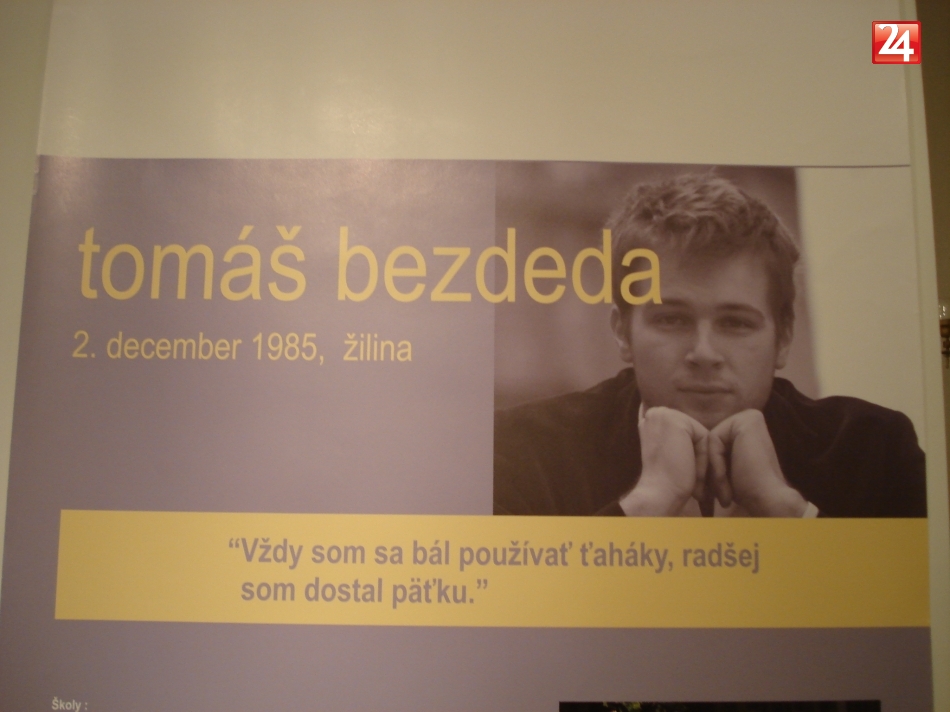 24
tomáš bezdeda
2. december 1985, žilina
“Vždy som sa bál používať ťaháky, radšej
som dostal päťku.”
Školy :